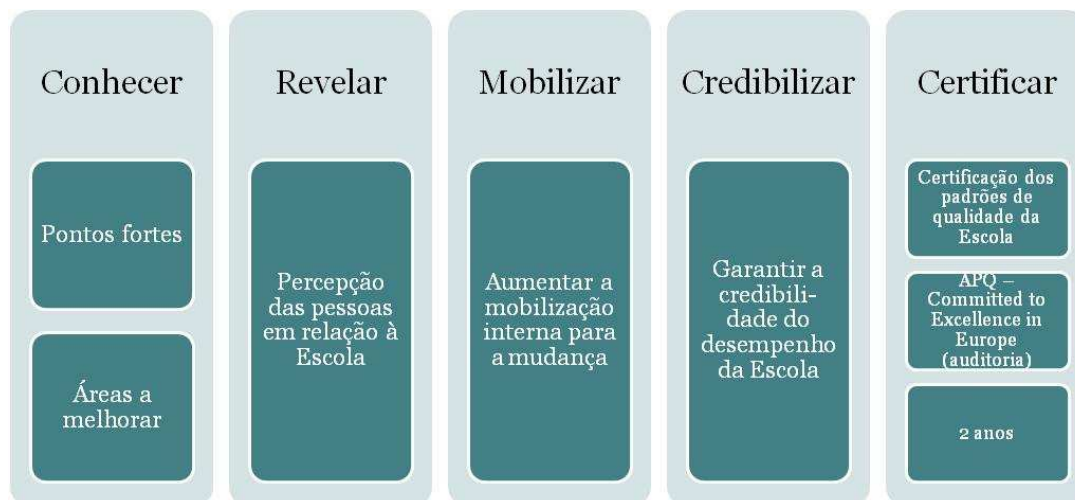 Conhecer
Pontos fortes
Áreas a
melhorar
Revelar
Percepção
das pessoas
em relação à
Escola
Mobilizar
Aumentar a
mobilização
interna para
a mudança
Credibilizar
Garantir a
credibili-
dade do
desempenho
da Escola
Certificar
Certificação dos
padrões de
qualidade da
Escola
APQ –
Committed to
Excellence in
Europe
(auditoria)
2 anos